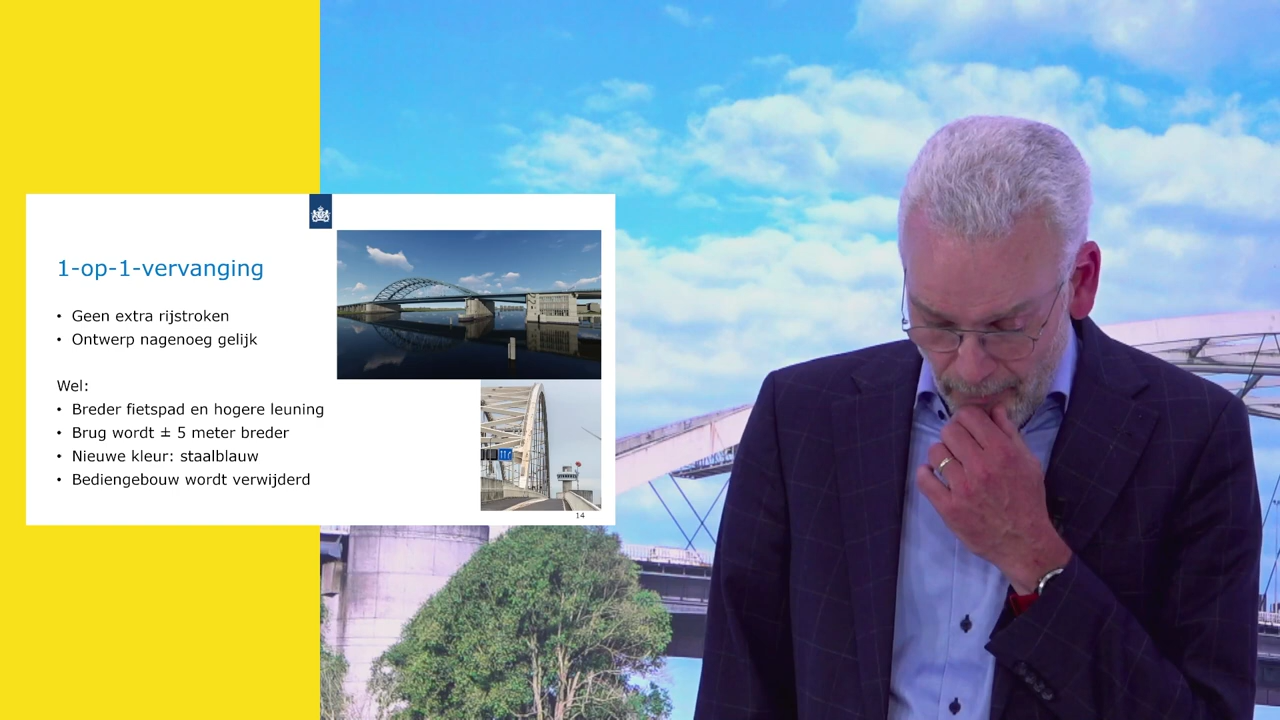 1-op-1-vervanging
• Geen extra rijstroken
• Ontwerp nagenoeg gelijk
Wel:
• Breder fietspad en hogere leuning
• Brug wordt ± 5 meter breder
• Nieuwe kleur: staalblauw
• Bediengebouw wordt verwijderd
14